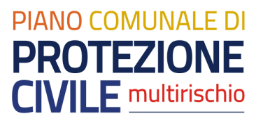 PIANO COMUNALE DI
PROTEZIONE
CIVILE multirischio